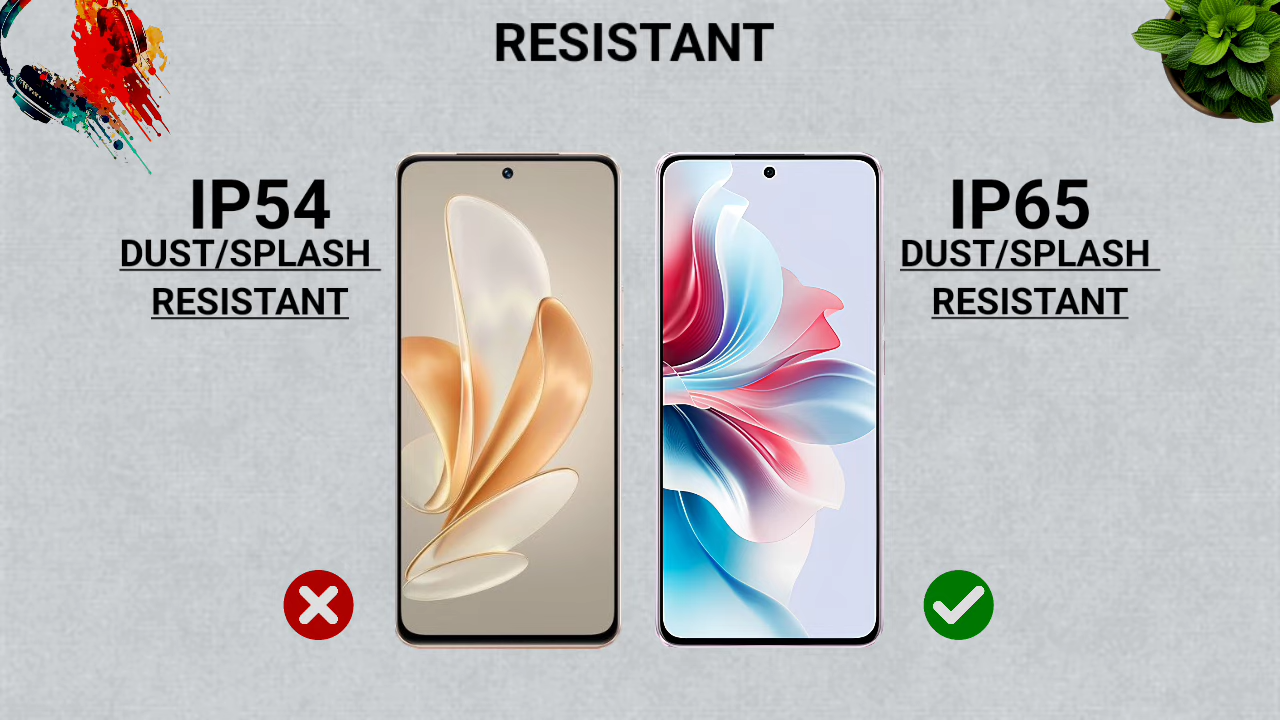 RESISTANT
IP54
DUST/SPLASH
RESISTANT
IP65
DUST/SPLASH
RESISTANT